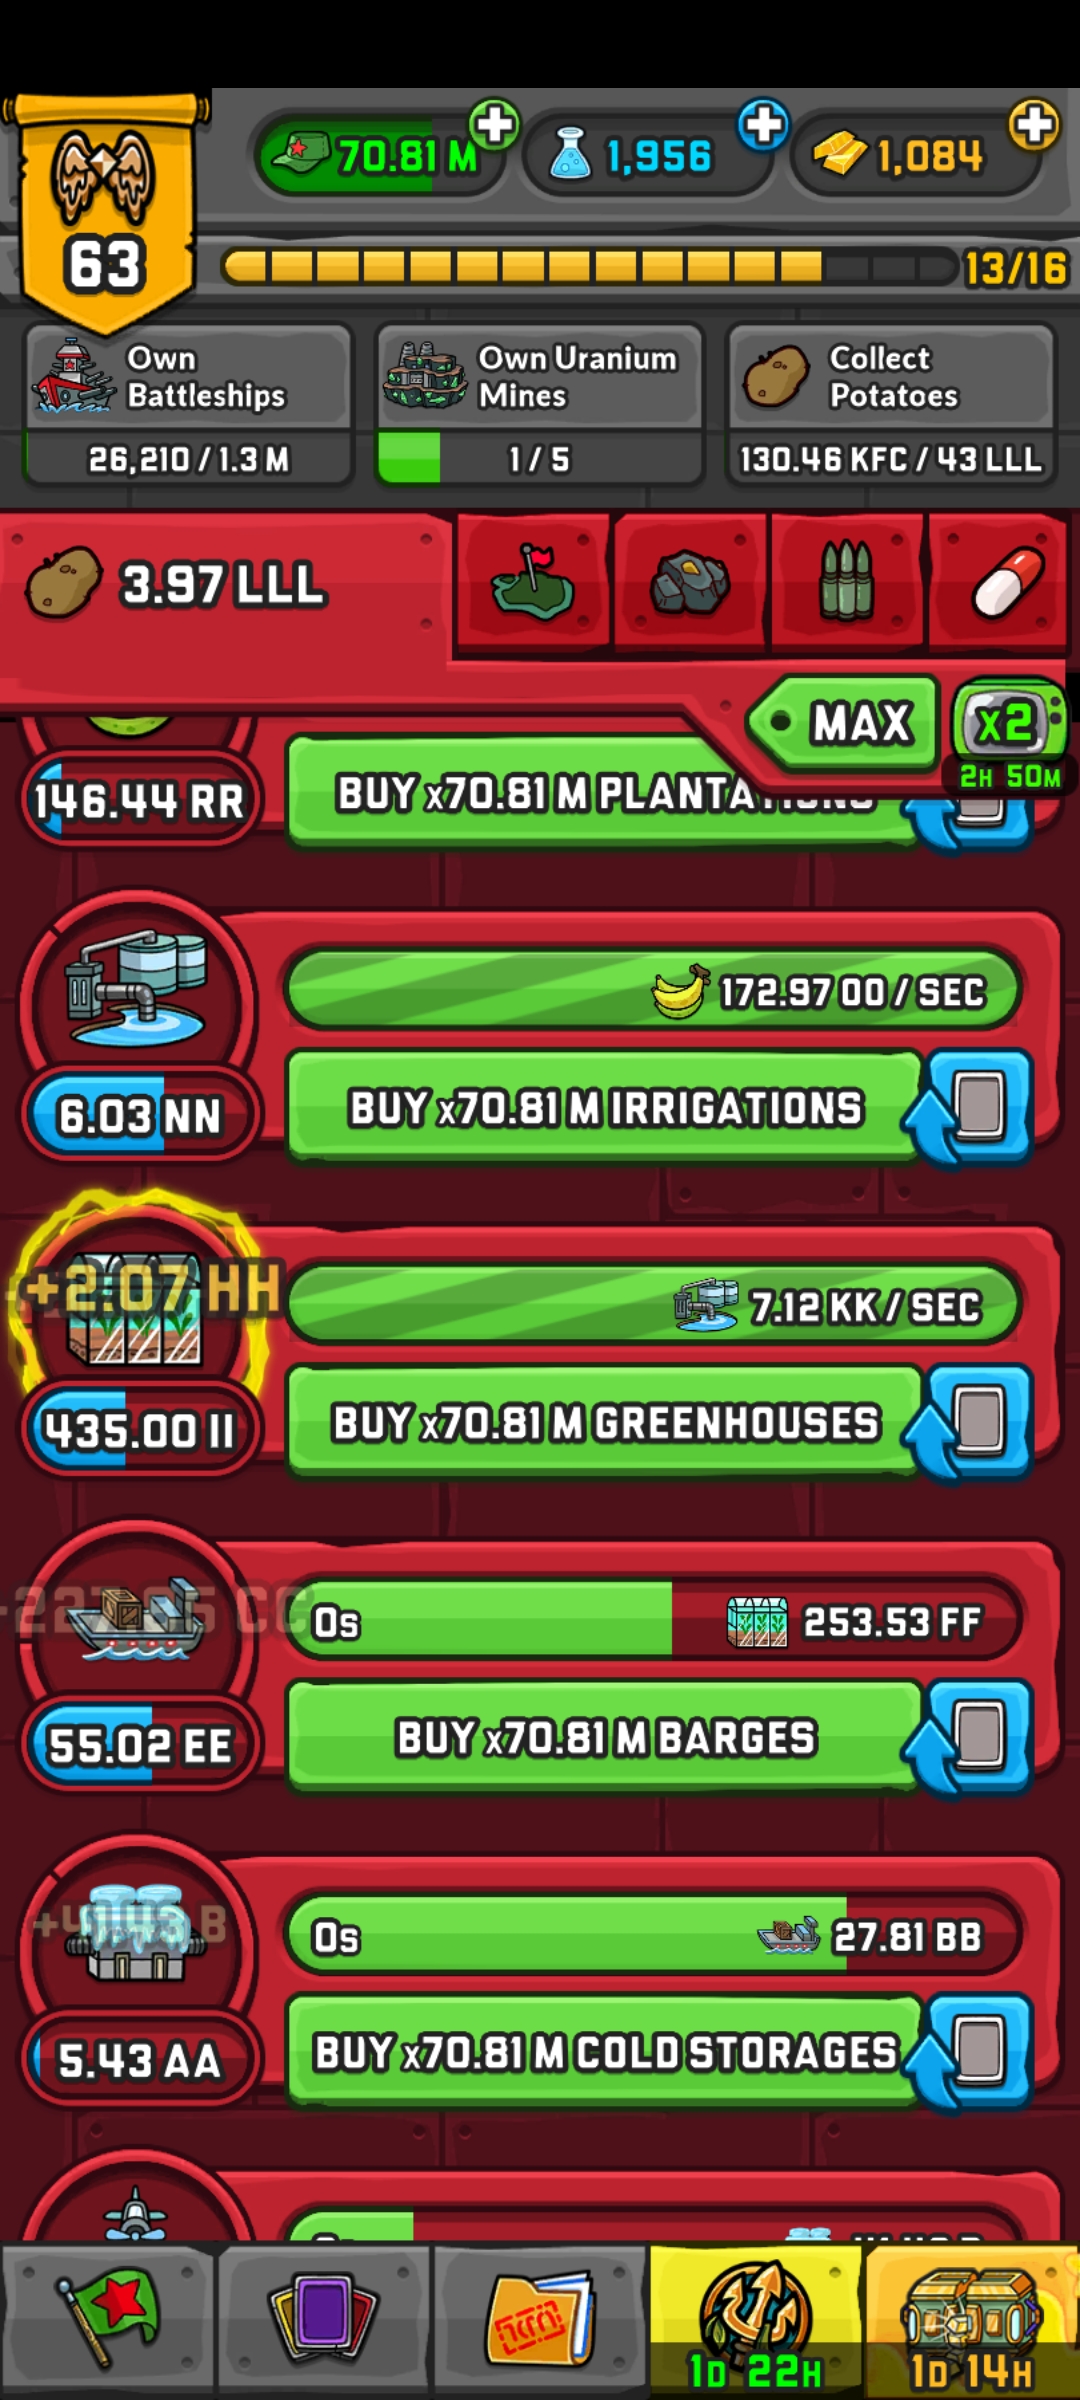 70.81 M
1,956
1,084
63
13/16
Own
Battleships
26,210 / 1.3 M
Own Uranium
Mines
1 / 5
Collect
Potatoes
130.46 KFC / 43 LLL
3.97 LLL
MAX
x2
2H 50M
146.44 RR
BUY x70.81 M PLANTATIONS
172.97 OO / SEC
6.03 NN
BUY x70.81 M IRRIGATIONS
+2.07 HH
7.12 KK / SEC
435.00 II
BUY x70.81 M GREENHOUSES
0s
253.53 FF
55.02 EE
BUY x70.81 M BARGES
0s
27.81 BB
5.43 AA
BUY x70.81 M COLD STORAGES
1D 22H
1D 14H